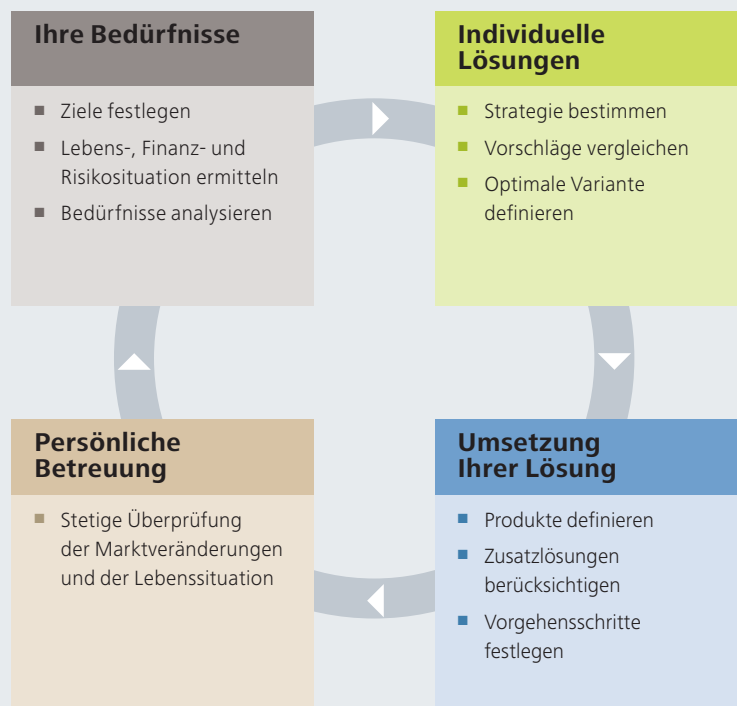 Ihre Bedürfnisse
■ Ziele festlegen
■ Lebens-, Finanz- und
Risikosituation ermitteln
■ Bedürfnisse analysieren
Individuelle
Lösungen
■ Strategie bestimmen
■ Vorschläge vergleichen
■ Optimale Variante
definieren
Persönliche
Betreuung
■ Stetige Überprüfung
der Marktveränderungen
und der Lebenssituation
Umsetzung
Ihrer Lösung
■ Produkte definieren
■ Zusatzlösungen
berücksichtigen
■ Vorgehensschritte
festlegen